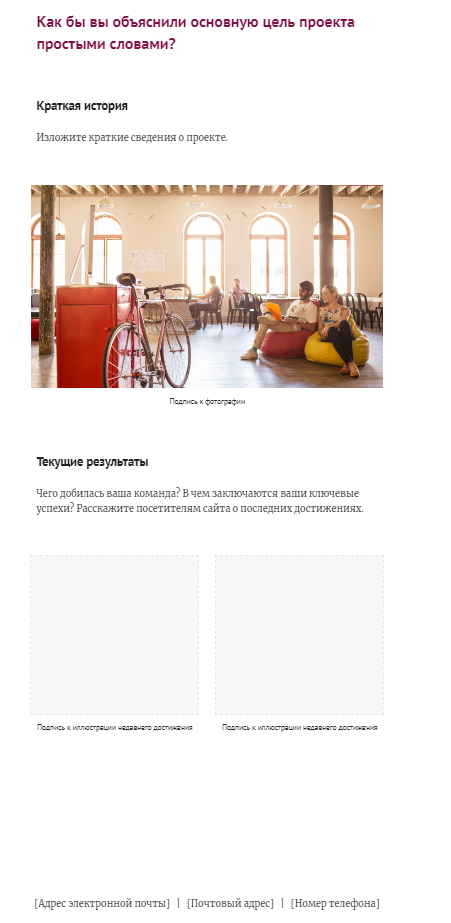 Как бы вы объяснили основную цель проекта
простыми словами?
Краткая история
Изложите краткие сведения о проекте.
Подпись к фотографии
Текущие результаты
Чего добилась ваша команда? В чем заключаются ваши ключевые
успехи? Расскажите посетителям сайта о последних достижениях.
Подпись к иллюстрации недавнего достижения
Подпись к иллюстрации недавнего достижения
[Адрес электронной почты] | [Почтовый адрес] | [Номер телефона]